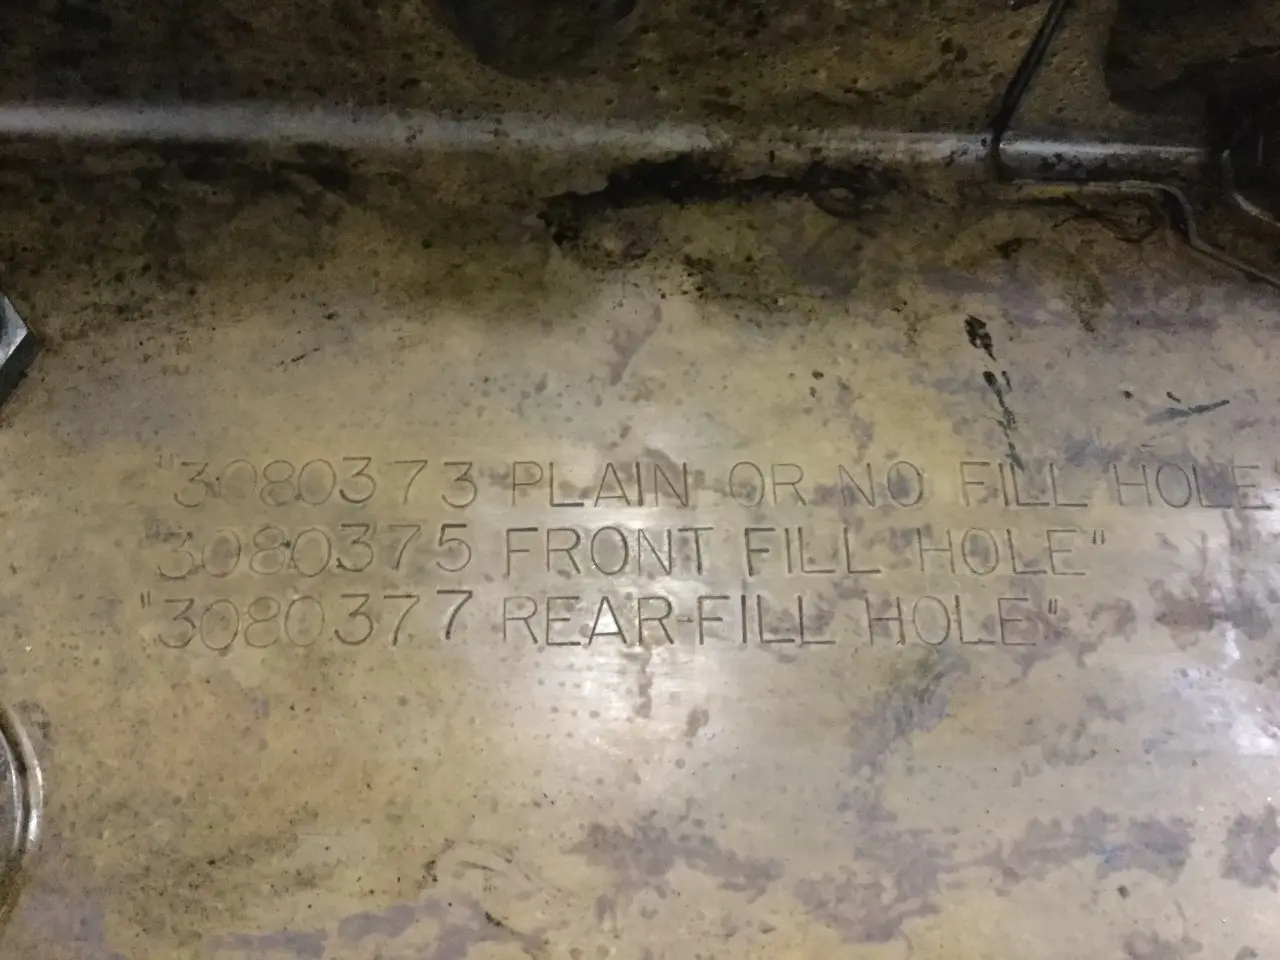 "3080373 PLAIN OR NO FILL HOLE"
"3080375 FRONT FILL HOLE"
"3080377 REAR FILL HOLE"